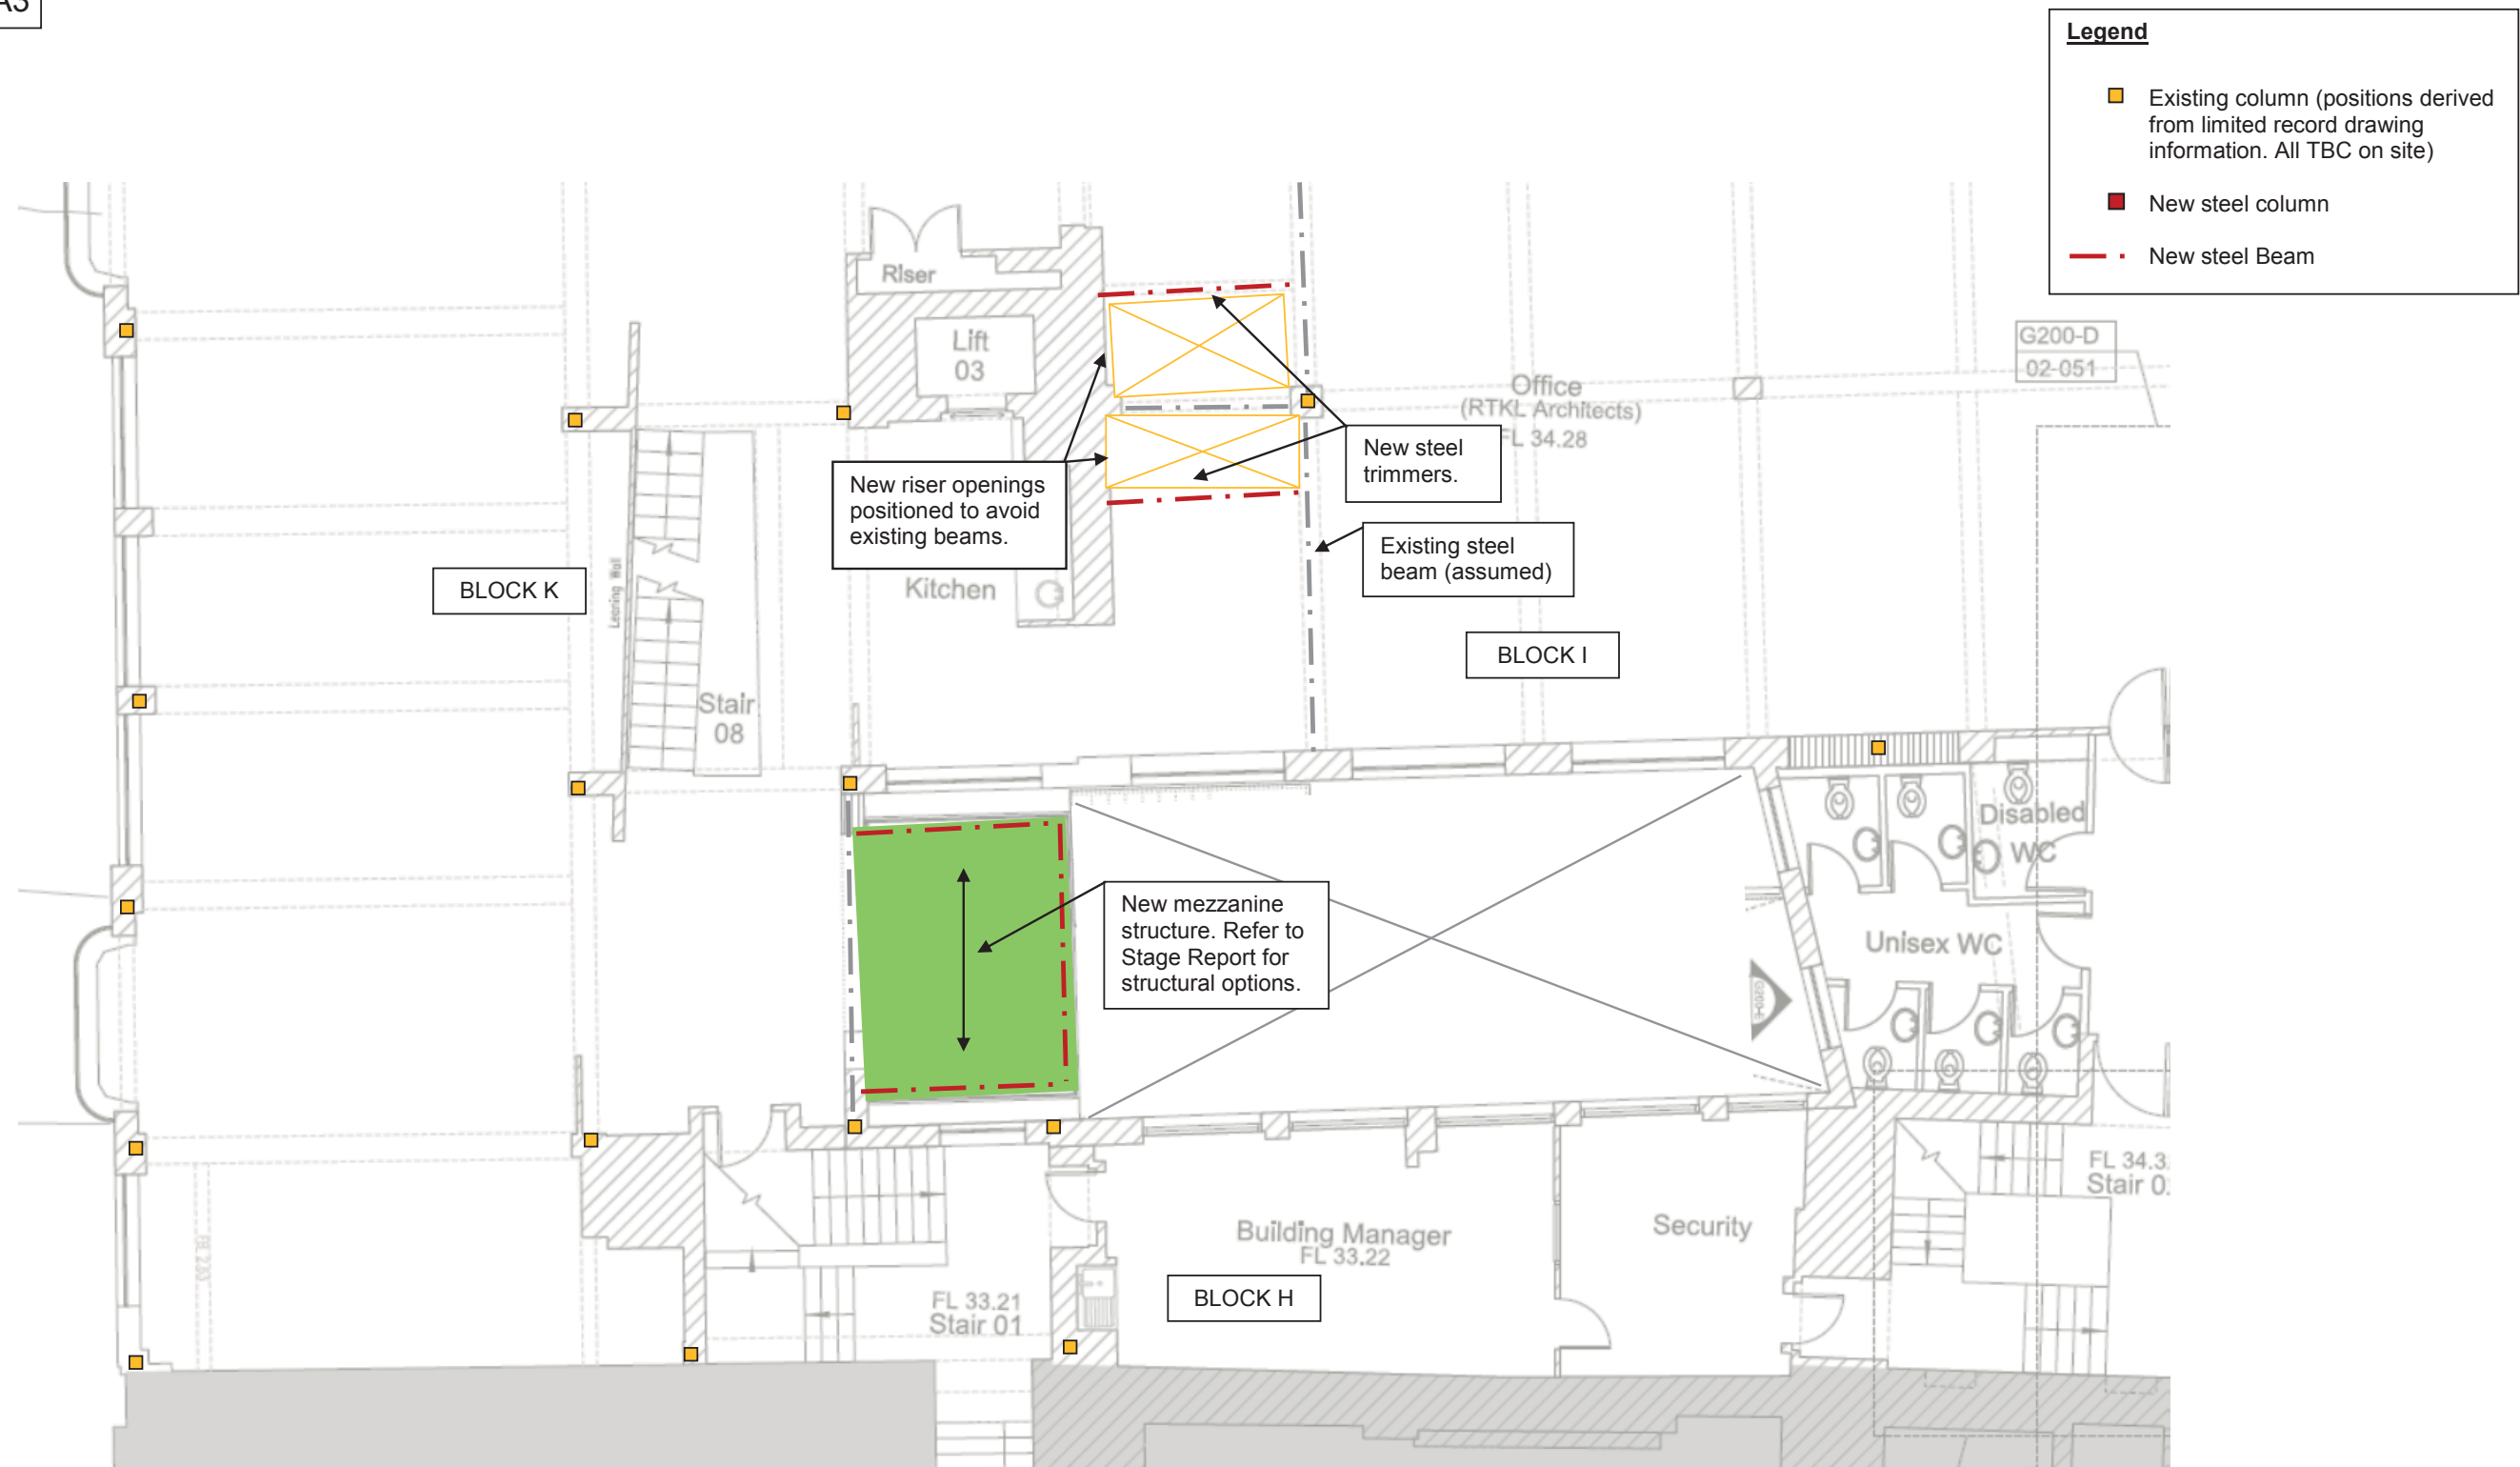 A3
Legend
Existing column (positions derived
from limited record drawing
information. All TBC on site)
New steel column
New steel Beam
G200-D
02-051
Riser
Lift
03
Office
(RTKL Architects)
FL 34.28
New steel
trimmers.
New riser openings
positioned to avoid
existing beams.
Existing steel
beam (assumed)
Kitchen
BLOCK K
Leaning Wall
BLOCK I
Stair
08
Disabled
WC
New mezzanine
structure. Refer to
Stage Report for
structural options.
Unisex WC
Building Manager
FL 33.22
Security
FL 34.3
Stair 0.
BLOCK H
FL 33.21
Stair 01